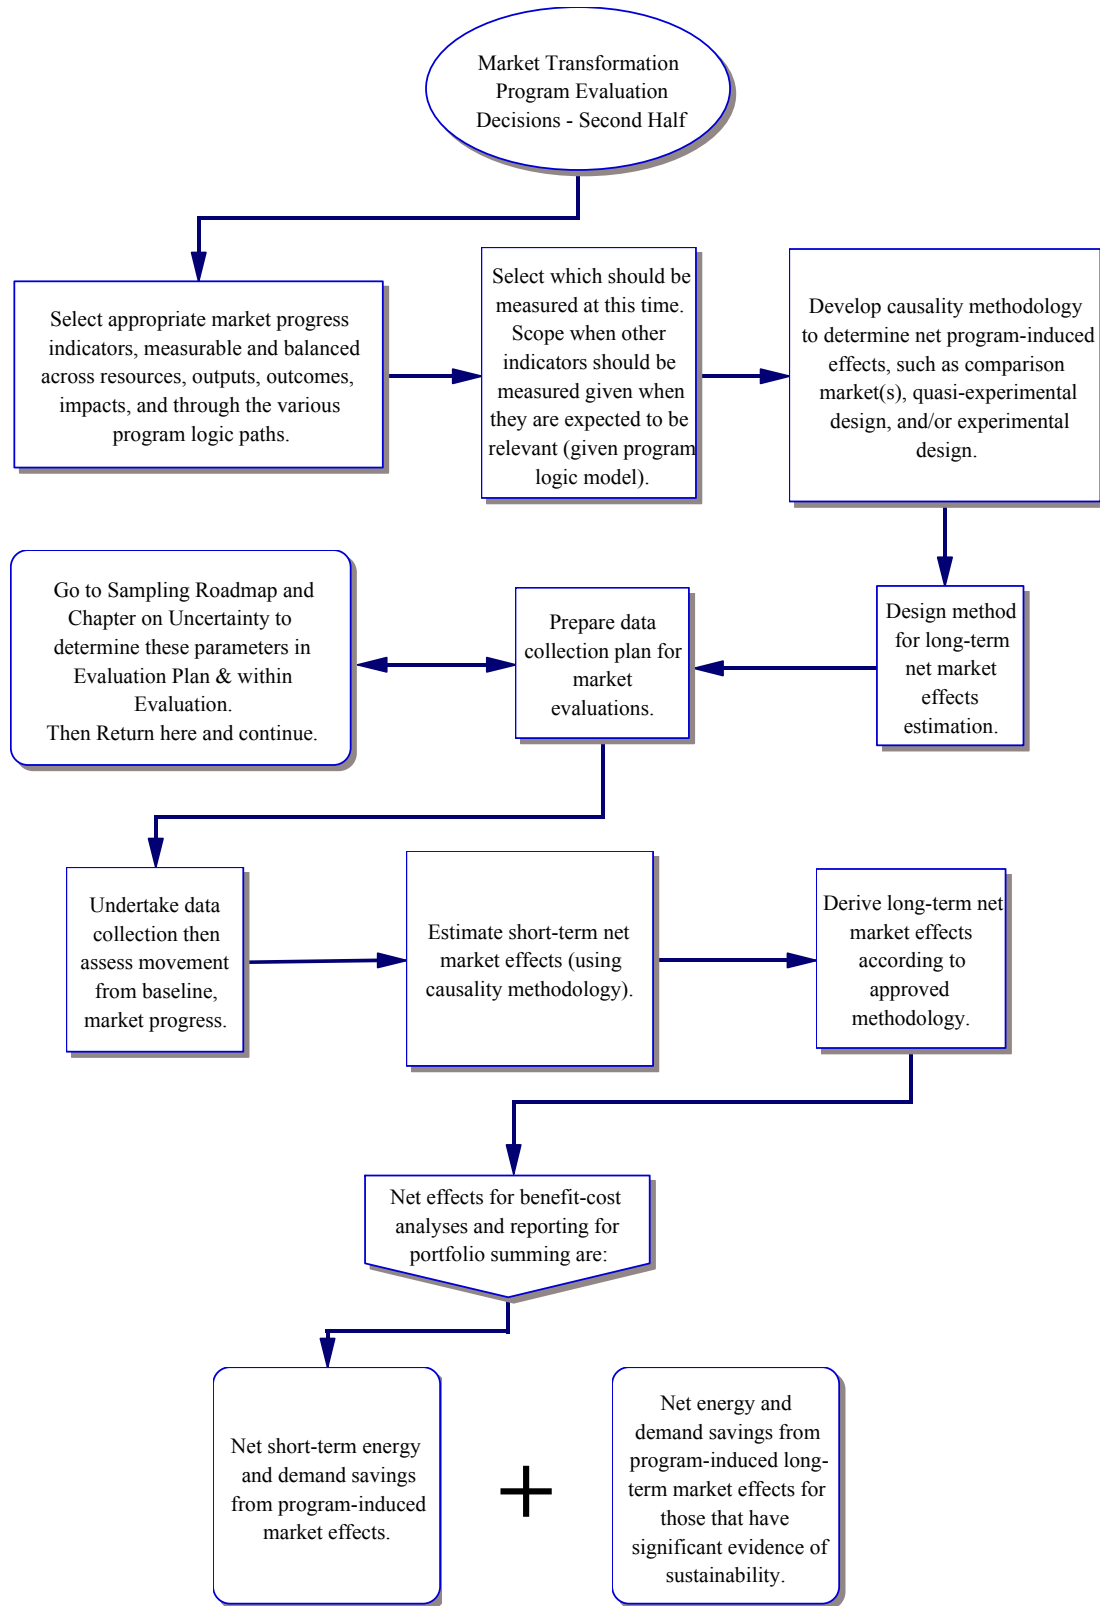 Market Transformation
Program Evaluation
Decisions - Second Half
Select appropriate market progress
indicators, measurable and balanced
across resources, outputs, outcomes,
impacts, and through the various
program logic paths.
Select which should be
measured at this time.
Scope when other
indicators should be
measured given when
they are expected to be
relevant (given program
logic model).
Develop causality methodology
to determine net program-induced
effects, such as comparison
market(s), quasi-experimental
design, and/or experimental
design.
Go to Sampling Roadmap and
Chapter on Uncertainty to
determine these parameters in
Evaluation Plan & within
Evaluation.
Then Return here and continue.
Prepare data
collection plan for
market
evaluations.
Design method
for long-term
net market
effects
estimation.
Undertake data
collection then
assess movement
from baseline,
market progress.
Estimate short-term net
market effects (using
causality methodology).
Derive long-term net
market effects
according to
approved
methodology.
Net effects for benefit-cost
analyses and reporting for
portfolio summing are:
Net short-term energy
and demand savings
from program-induced
market effects.
+
Net energy and
demand savings from
program-induced long-
term market effects for
those that have
significant evidence of
sustainability.